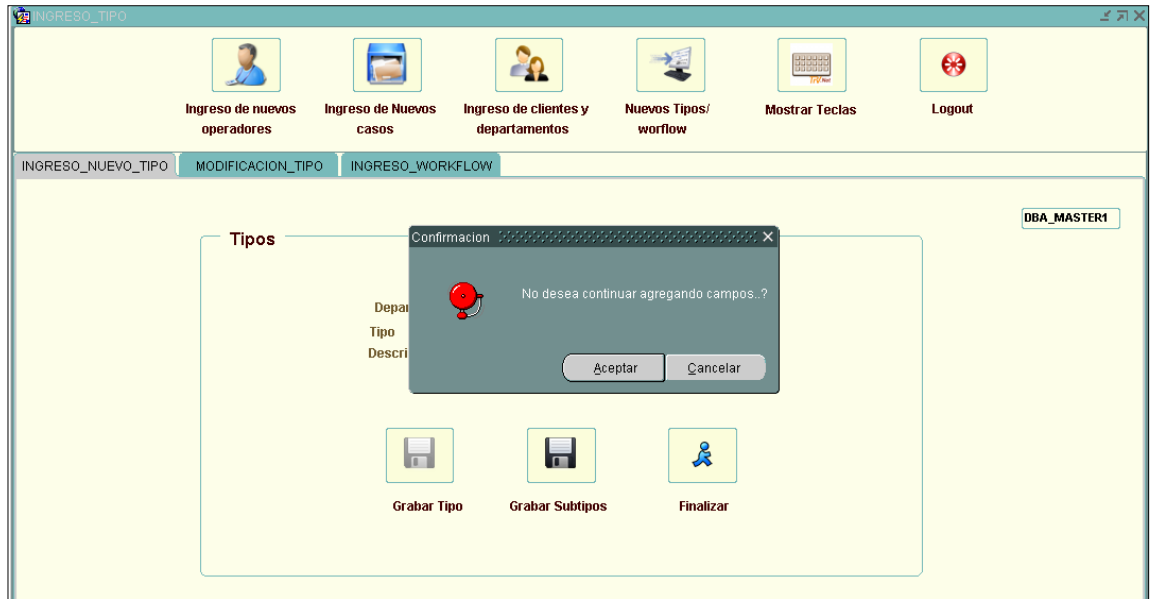 INGRESO_TIPO
Ingreso de nuevos
operadores
Ingreso de Nuevos
casos
Ingreso de clientes y
departamentos
Nuevos Tipos/
worflow
Mostrar Teclas
Logout
INGRESO_NUEVO_TIPO
MODIFICACION_TIPO
INGRESO_WORKFLOW
DBA_MASTER1
Tipos
Confirmacion
No desea continuar agregando campos..?
Aceptar
Cancelar
Depar
Tipo
Descri
Grabar Tipo
Grabar Subtipos
Finalizar